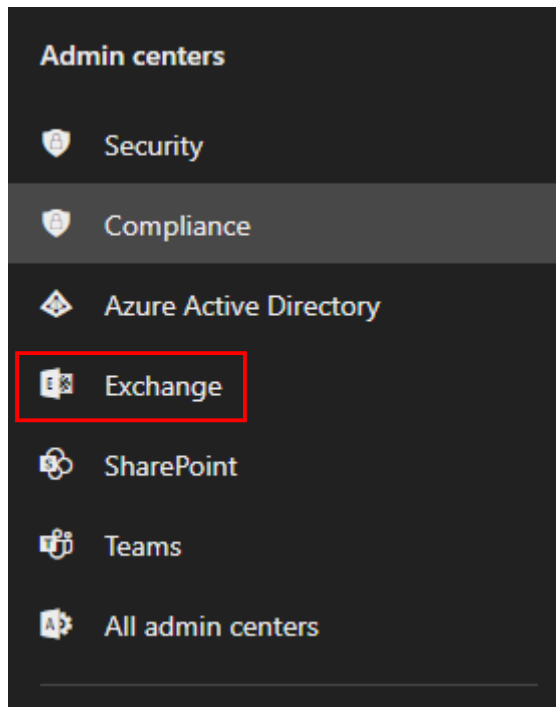 Admin centers
Security
Compliance
Azure Active Directory
Exchange
SharePoint
Teams
All admin centers